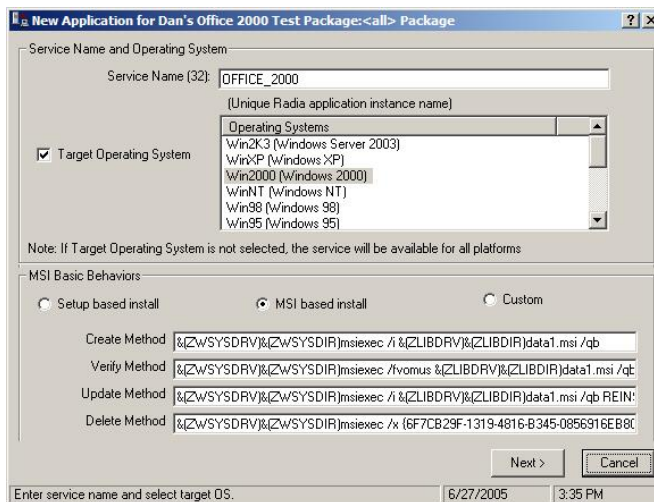 New Application for Dan's Office 2000 Test Package:<all> Package
Service Name and Operating System
Service Name (32): OFFICE_2000
(Unique Radia application instance name)
Target Operating System
Operating Systems
Win2K3 (Windows Server 2003)
WinXP (Windows XP)
Win2000 (Windows 2000)
WinNT (Windows NT)
Win98 (Windows 98)
Win95 (Windows 95)
Note: If Target Operating System is not selected, the service will be available for all platforms
MSI Basic Behaviors
Setup based install
MSI based install
Custom
Create Method &(ZWSYSDRV)&(ZWSYSDIR)msiexec /i &(ZLIBDRV)&(ZLIBDIR)data1.msi /qb
Verify Method &(ZWSYSDRV)&(ZWSYSDIR)msiexec /fvomus &(ZLIBDRV)&(ZLIBDIR)data1.msi /qb
Update Method &(ZWSYSDRV)&(ZWSYSDIR)msiexec /i &(ZLIBDRV)&(ZLIBDIR)data1.msi /qb REIN
Delete Method &(ZWSYSDRV)&(ZWSYSDIR)msiexec /x {6F7CB29F-1319-4816-B345-0856916EB80
Next >
Cancel
Enter service name and select target OS.
6/27/2005
3:35 PM